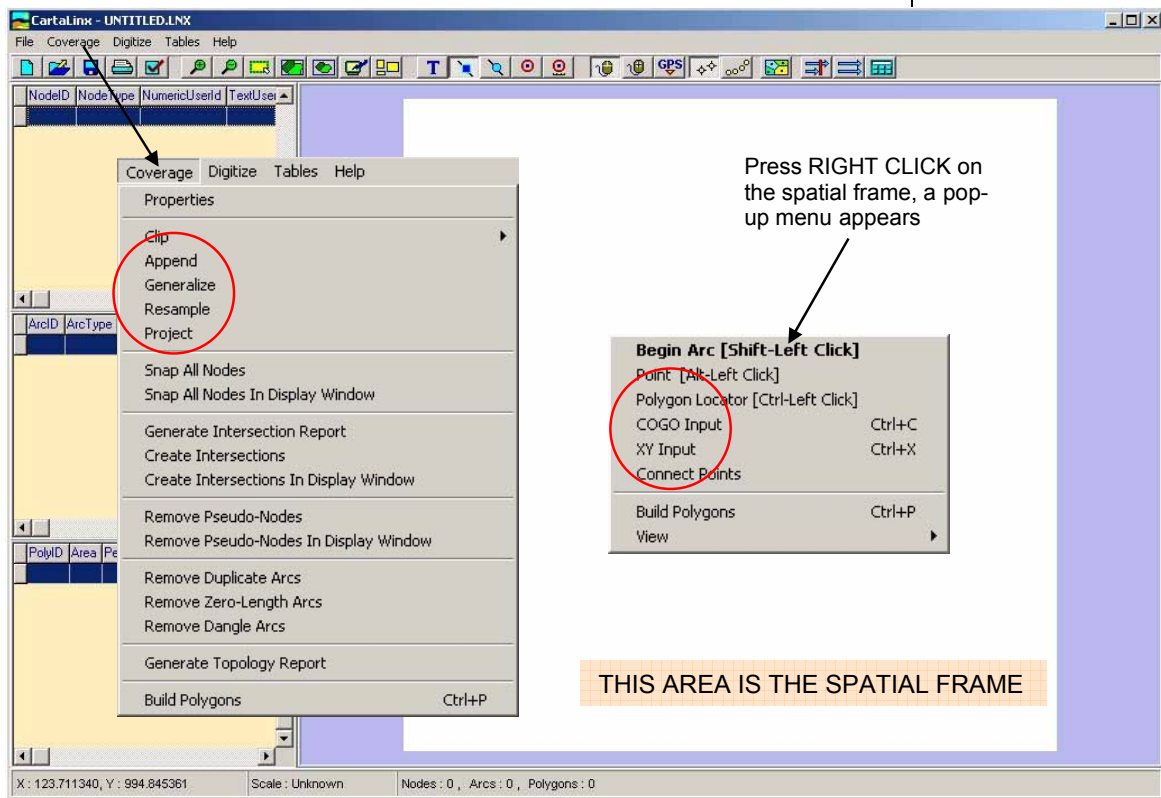 CartaLinx - UNTITLED.LNX
File Coverage Digitize Tables Help
T GPS
NodeID NodeType NumericUserId TextUser
Coverage Digitize Tables Help
Properties
Clip
Append
Generalize
Resample
Project
Snap All Nodes
Snap All Nodes In Display Window
Generate Intersection Report
Create Intersections
Create Intersections In Display Window
Remove Pseudo-Nodes
Remove Pseudo-Nodes In Display Window
Remove Duplicate Arcs
Remove Zero-Length Arcs
Remove Dangle Arcs
Generate Topology Report
Build Polygons Ctrl+P
ArcID ArcType
PolyID Area Pe
Press RIGHT CLICK on
the spatial frame, a pop-
up menu appears
Begin Arc [Shift-Left Click]
Point [Alt-Left Click]
Polygon Locator [Ctrl-Left Click]
COGO Input Ctrl+C
XY Input Ctrl+X
Connect Points
Build Polygons Ctrl+P
View
THIS AREA IS THE SPATIAL FRAME
X : 123.711340, Y : 994.845361 Scale : Unknown Nodes : 0 , Arcs : 0 , Polygons : 0